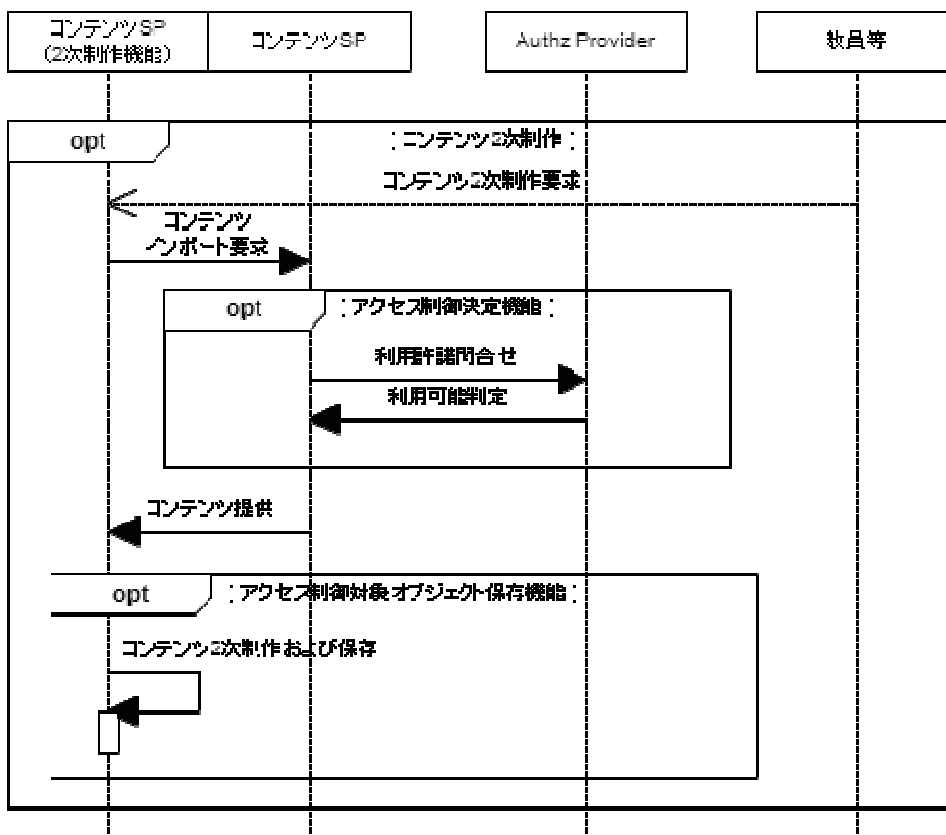 コンテンツSP
(2次制作機能)
コンテンツSP
Authz Provider
教員等
opt
[コンテンツ2次制作]
コンテンツ2次制作要求
コンテンツ
インポート要求
opt
[アクセス制御決定機能]
利用許諾問合せ
利用可能判定
コンテンツ提供
opt
[アクセス制御対象オブジェクト保存機能]
コンテンツ2次制作および保存